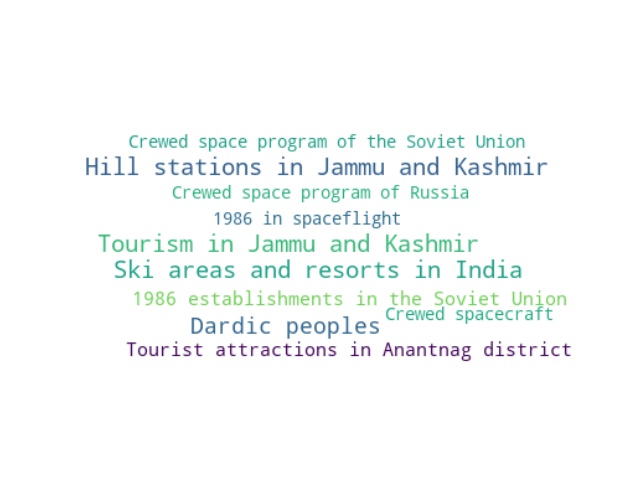 Crewed space program of the Soviet Union
Hill stations in Jammu and Kashmir
Crewed space program of Russia
1986 in spaceflight
Tourism in Jammu and Kashmir
Ski areas and resorts in India
1986 establishments in the Soviet Union
Crewed spacecraft
Dardic peoples
Tourist attractions in Anantnag district